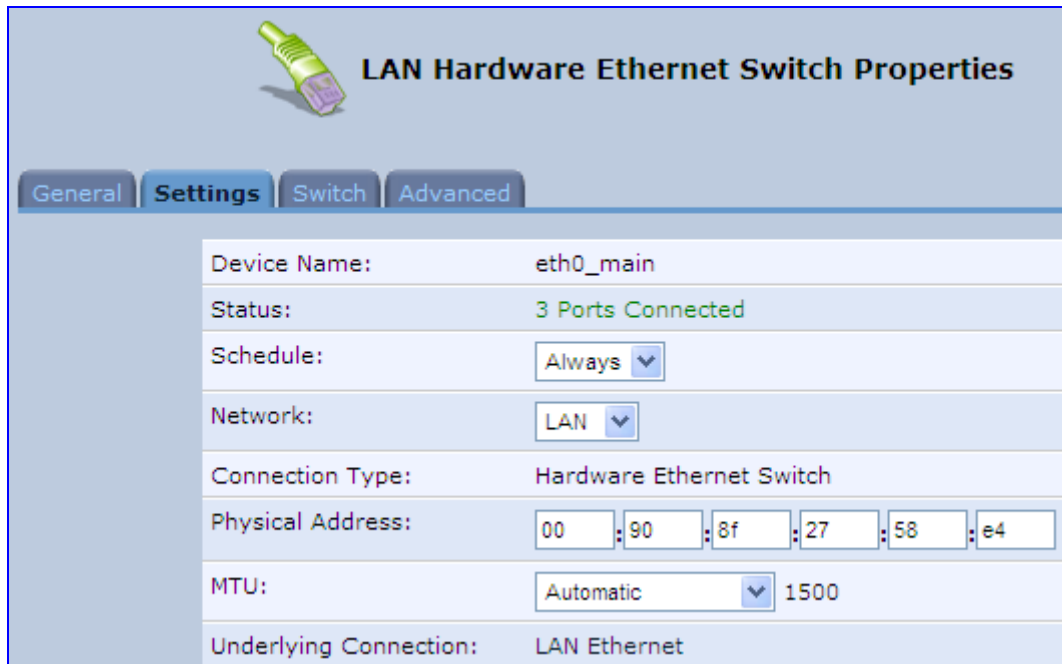 LAN Hardware Ethernet Switch Properties
General Settings Switch Advanced
Device Name: eth0_main
Status: 3 Ports Connected
Schedule: Always
Network: LAN
Connection Type: Hardware Ethernet Switch
Physical Address: 00 : 90 : 8f : 27 : 58 : e4
MTU: Automatic 1500
Underlying Connection: LAN Ethernet